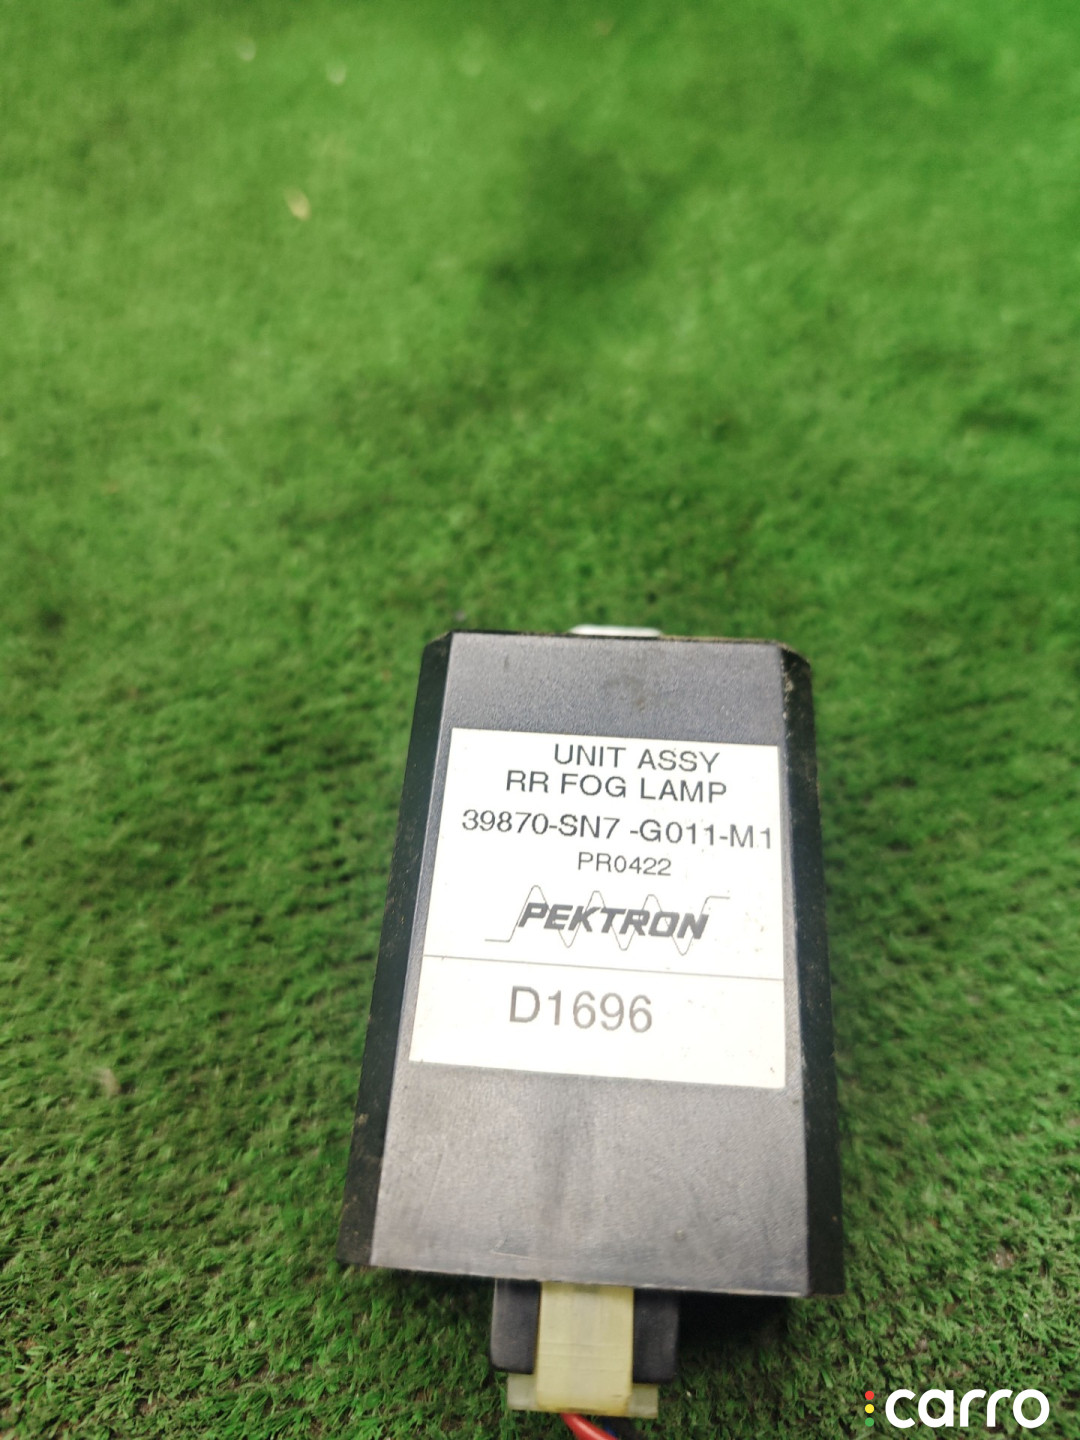 UNIT ASSY
RR FOG LAMP
39870-SN7 -G011-M1
PR0422
PEKTRON
D1696
carro